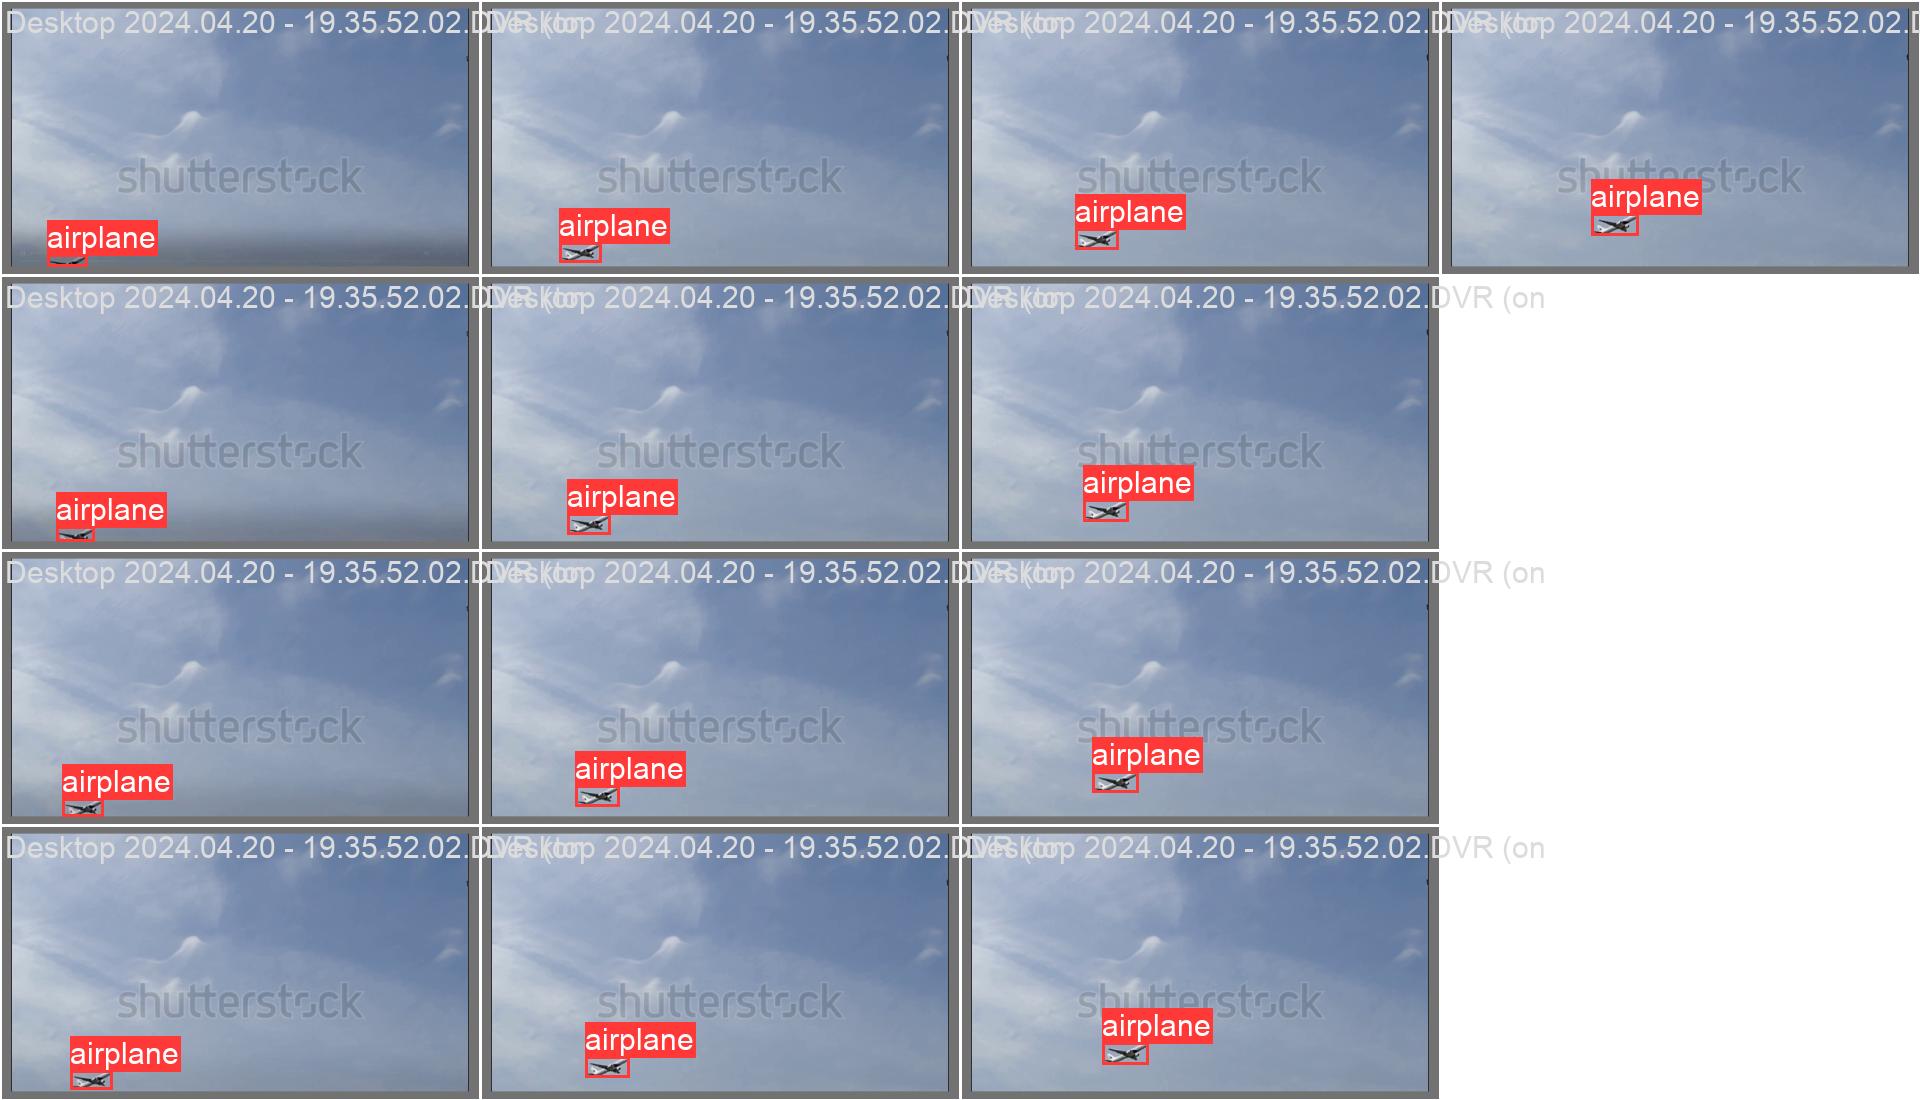 Desktop 2024.04.20 - 19.35.52.02.DVR (on
Desktop 2024.04.20 - 19.35.52.02.DVR (on
Desktop 2024.04.20 - 19.35.52.02.DVR (on
Desktop 2024.04.20 - 19.35.52.02.D
shutterstock
shutterstock
shutterstock
shutterstock
airplane
airplane
airplane
airplane
Desktop 2024.04.20 - 19.35.52.02.DVR (on
Desktop 2024.04.20 - 19.35.52.02.DVR (on
Desktop 2024.04.20 - 19.35.52.02.DVR (on
shutterstock
shutterstock
shutterstock
airplane
airplane
airplane
Desktop 2024.04.20 - 19.35.52.02.DVR (on
Desktop 2024.04.20 - 19.35.52.02.DVR (on
Desktop 2024.04.20 - 19.35.52.02.DVR (on
shutterstock
shutterstock
shutterstock
airplane
airplane
airplane
Desktop 2024.04.20 - 19.35.52.02.DVR (on
Desktop 2024.04.20 - 19.35.52.02.DVR (on
Desktop 2024.04.20 - 19.35.52.02.DVR (on
shutterstock
shutterstock
shutterstock
airplane
airplane
airplane